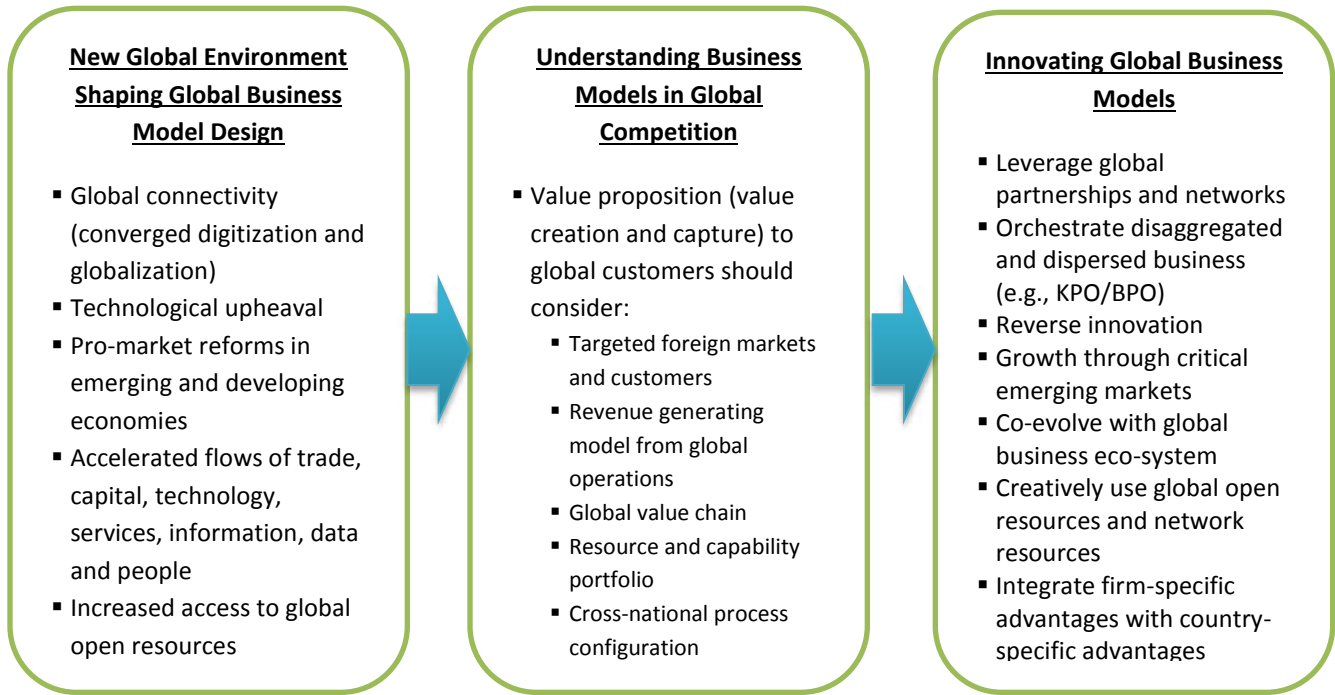 New Global Environment
Shaping Global Business
Model Design
▪ Global connectivity
(converged digitization and
globalization)
▪ Technological upheaval
▪ Pro-market reforms in
emerging and developing
economies
▪ Accelerated flows of trade,
capital, technology,
services, information, data
and people
▪ Increased access to global
open resources
Understanding Business
Models in Global
Competition
▪ Value proposition (value
creation and capture) to
global customers should
consider:
▪ Targeted foreign markets
and customers
▪ Revenue generating
model from global
operations
▪ Global value chain
▪ Resource and capability
portfolio
▪ Cross-national process
configuration
Innovating Global Business
Models
▪ Leverage global
partnerships and networks
▪ Orchestrate disaggregated
and dispersed business
(e.g., KPO/BPO)
▪ Reverse innovation
▪ Growth through critical
emerging markets
▪ Co-evolve with global
business eco-system
▪ Creatively use global open
resources and network
resources
▪ Integrate firm-specific
advantages with country-
specific advantages